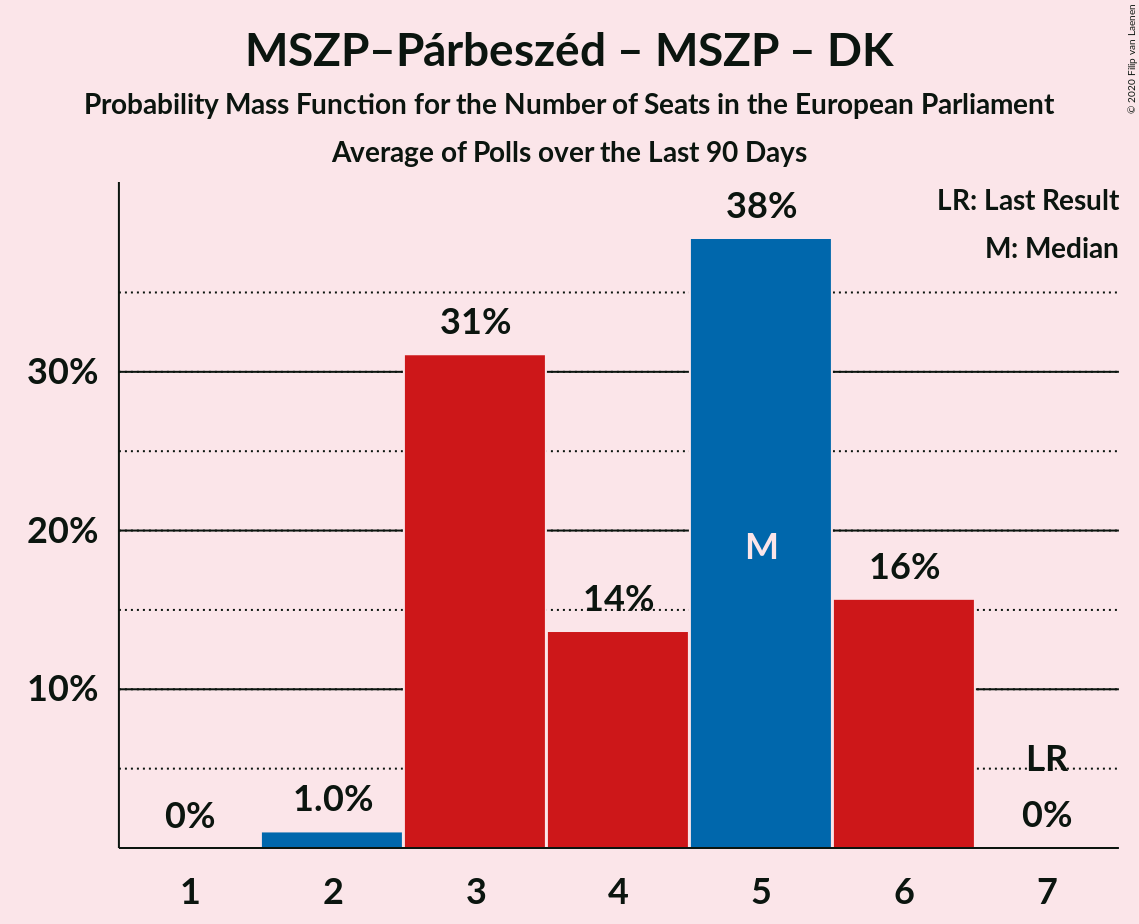 MSZP–Párbeszéd – MSZP – DK
Probability Mass Function for the Number of Seats in the European Parliament
Average of Polls over the Last 90 Days
© 2020 Filip van Laenen
LR: Last Result
M: Median
38%
31%
30%
M
20%
16%
14%
10%
LR
1.0%
0%
0%
1 2 3 4 5 6 7